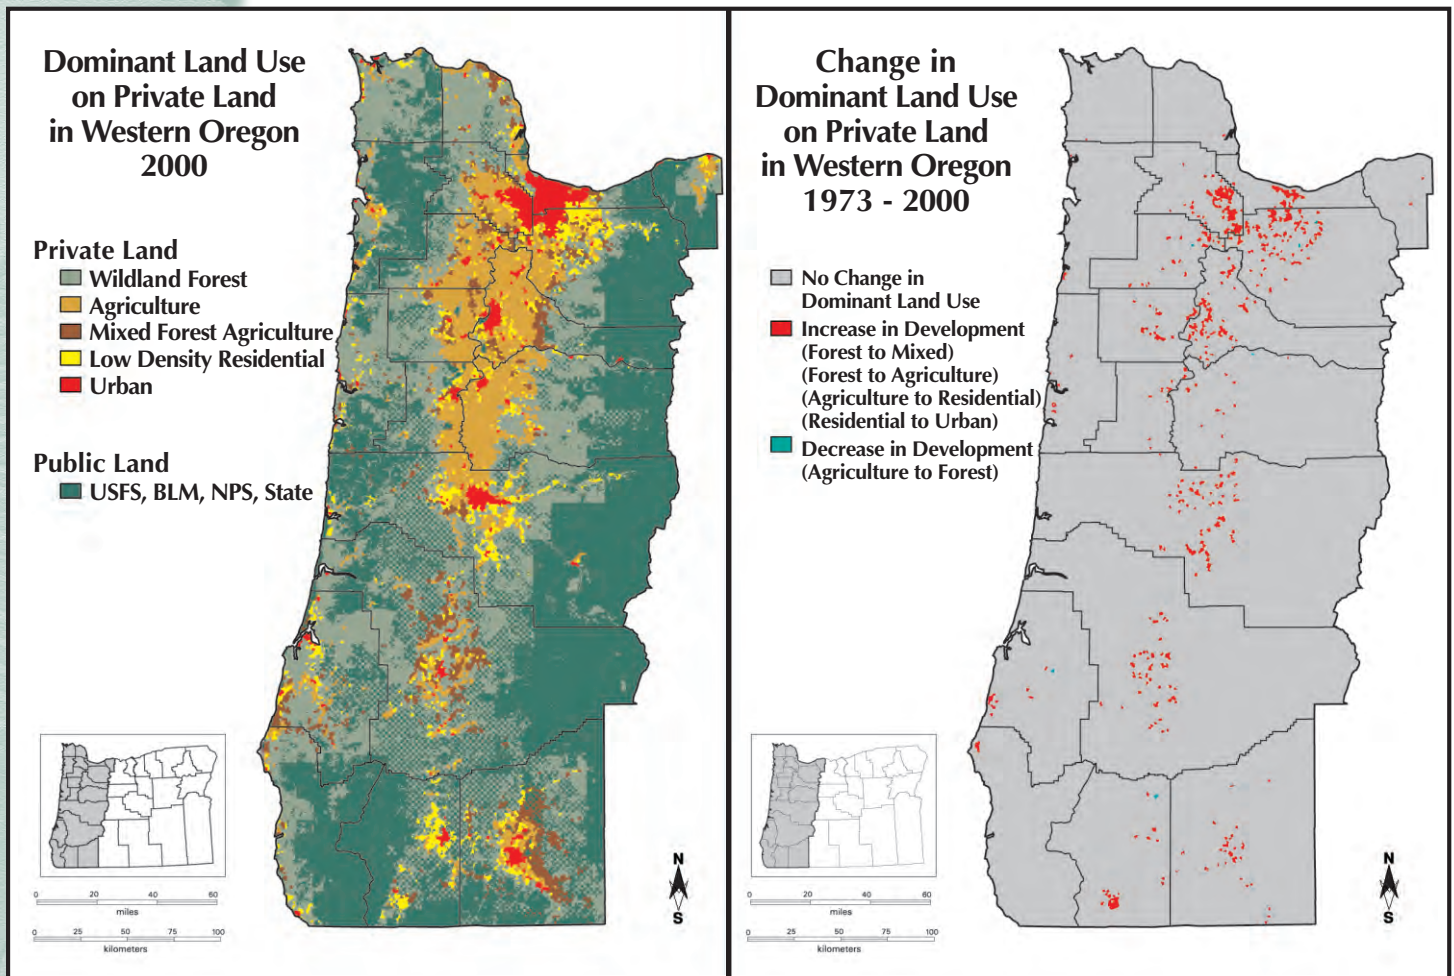 Dominant Land Use
on Private Land
in Western Oregon
2000
Private Land
Wildland Forest
Agriculture
Mixed Forest Agriculture
Low Density Residential
Urban
Public Land
USFS, BLM, NPS, State
0 20 40 60
miles
0 25 50 75 100
kilometers
N
S
Change in
Dominant Land Use
on Private Land
in Western Oregon
1973 - 2000
No Change in
Dominant Land Use
Increase in Development
(Forest to Mixed)
(Forest to Agriculture)
(Agriculture to Residential)
(Residential to Urban)
Decrease in Development
(Agriculture to Forest)
0 20 40 60
miles
0 25 50 75 100
kilometers
N
S